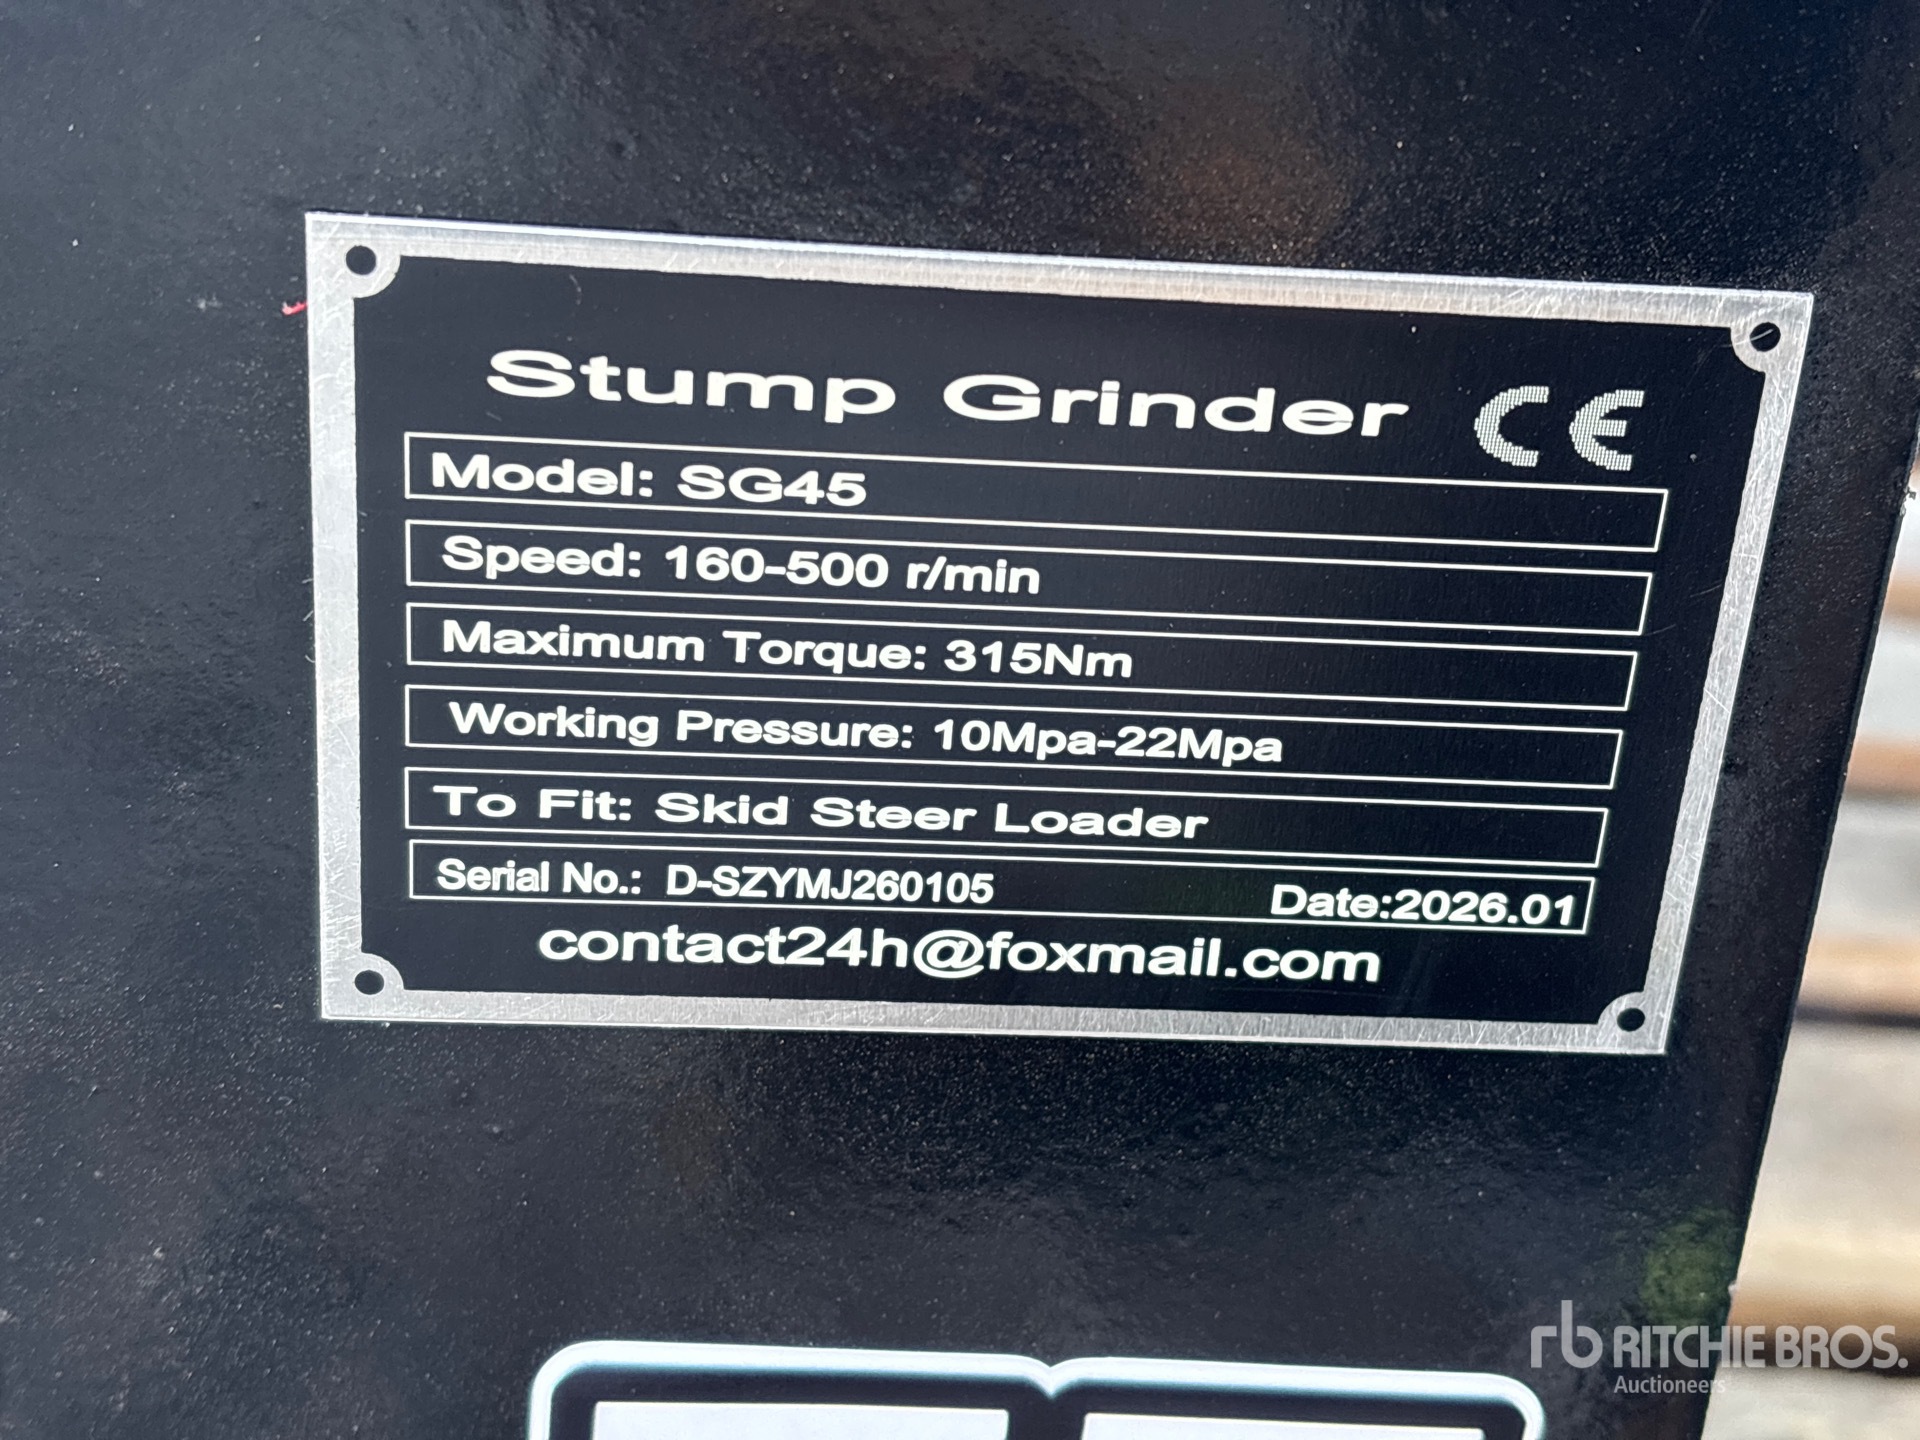 Stump Grinder CE
Model: SG45
Speed: 160-500 r/min
Maximum Torque: 315Nm
Working Pressure: 10Mpa-22Mpa
To Fit: Skid Steer Loader
Serial No.: D-SZYMJ260105 Date:2026.01
contact24h@foxmail.com
rb RITCHIE BROS.
Auctioneers